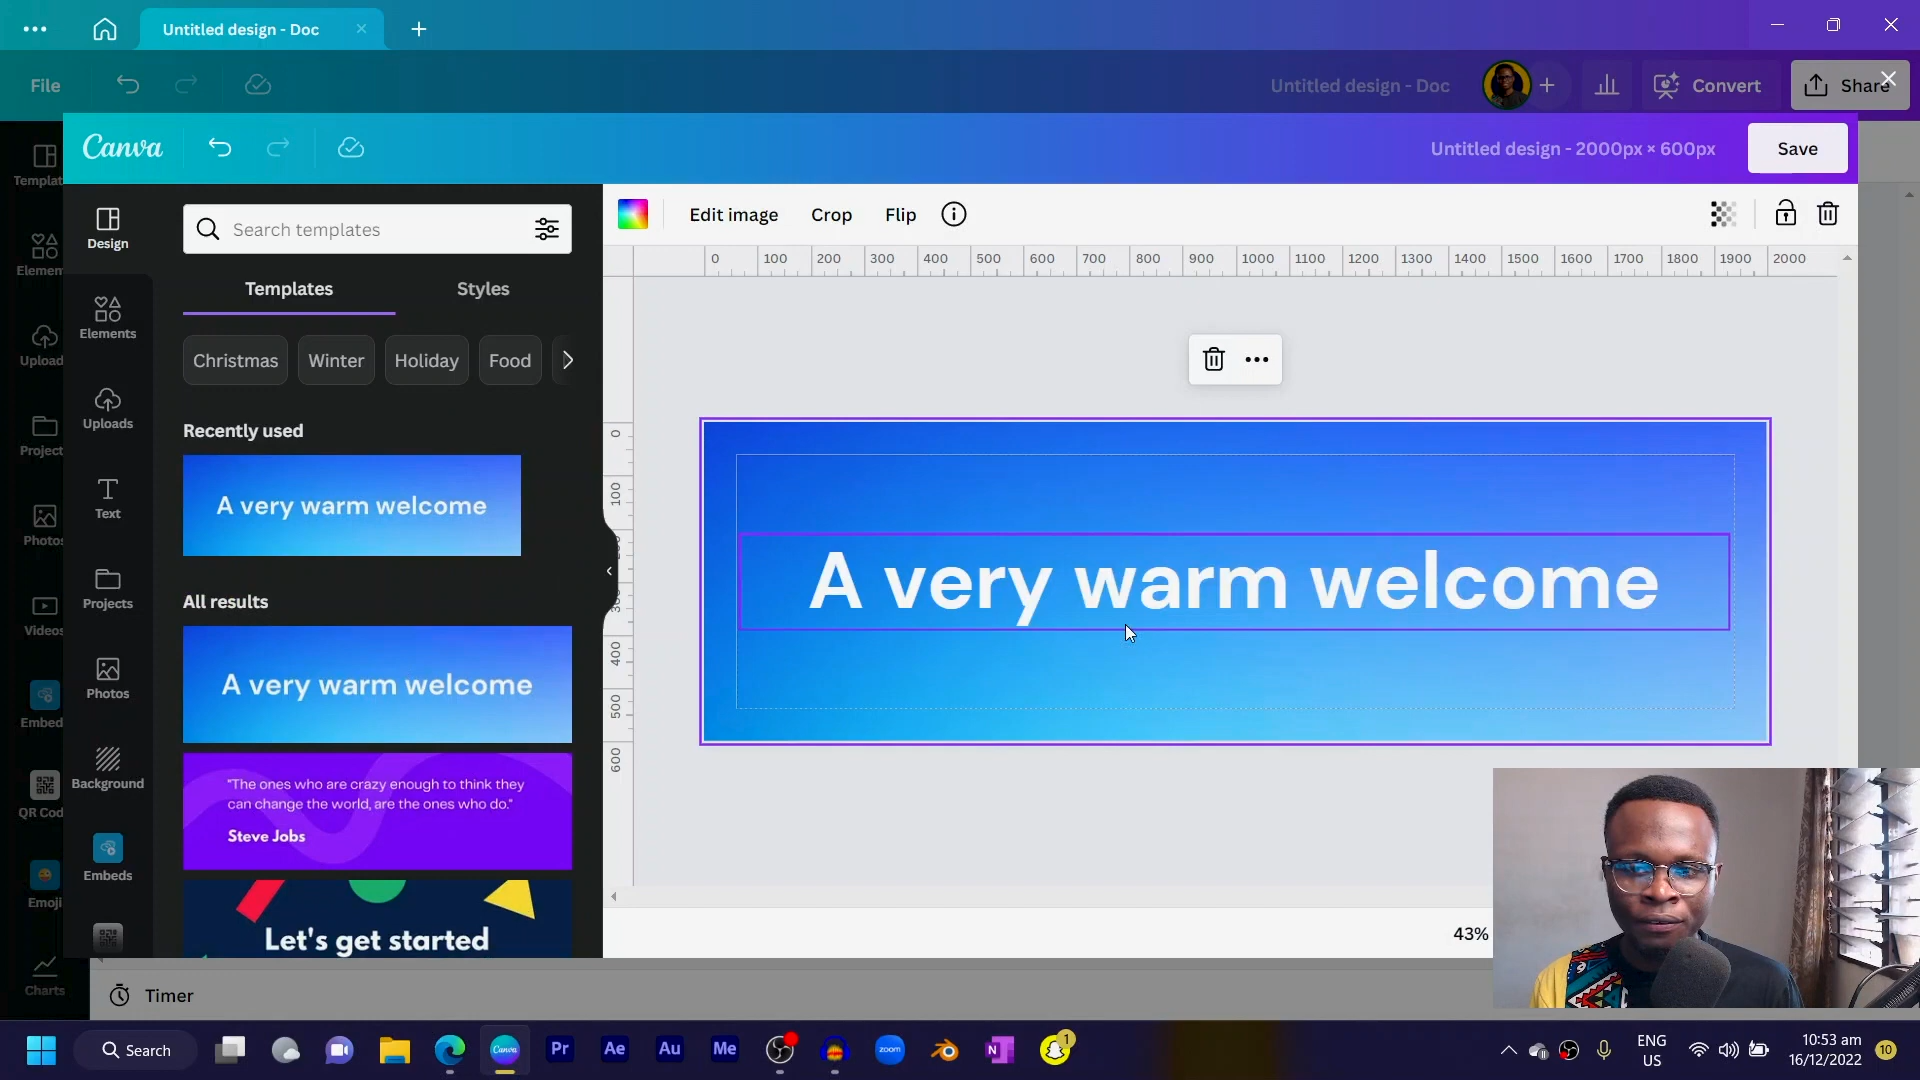 Untitled design - Doc
File
Untitled design - Doc
Convert
Share
Canva
Untitled design - 2000px × 600px
Save
Templat
Elemen
Upload
Project
Photos
Videos
Embed
QR Cod
Emoji
Charts
Design
Elements
Uploads
Text
Projects
Photos
Background
Embeds
Search templates
Templates
Styles
Christmas
Winter
Holiday
Food
Recently used
A very warm welcome
All results
A very warm welcome
"The ones who are crazy enough to think they
can change the world, are the ones who do."
Steve Jobs
Let's get started
Edit image
Crop
Flip
0 100 200 300 400 500 600 700 800 900 1000 1100 1200 1300 1400 1500 1600 1700 1800 1900 2000
0
100
400
500
600
A very warm welcome
43%
Timer
Search
Canva
Pr
Ae
Au
Me
zoom
N
1
ENG
US
10:53 am
16/12/2022
10